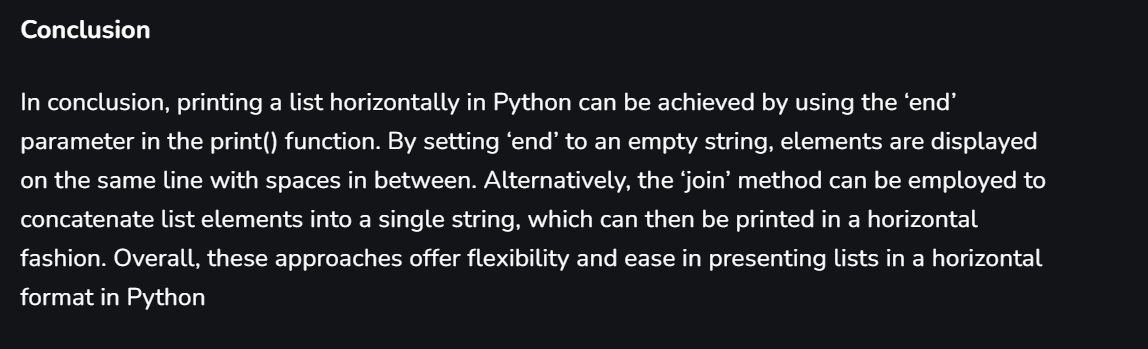 Conclusion
In conclusion, printing a list horizontally in Python can be achieved by using the ‘end’
parameter in the print() function. By setting ‘end’ to an empty string, elements are displayed
on the same line with spaces in between. Alternatively, the ‘join’ method can be employed to
concatenate list elements into a single string, which can then be printed in a horizontal
fashion. Overall, these approaches offer flexibility and ease in presenting lists in a horizontal
format in Python